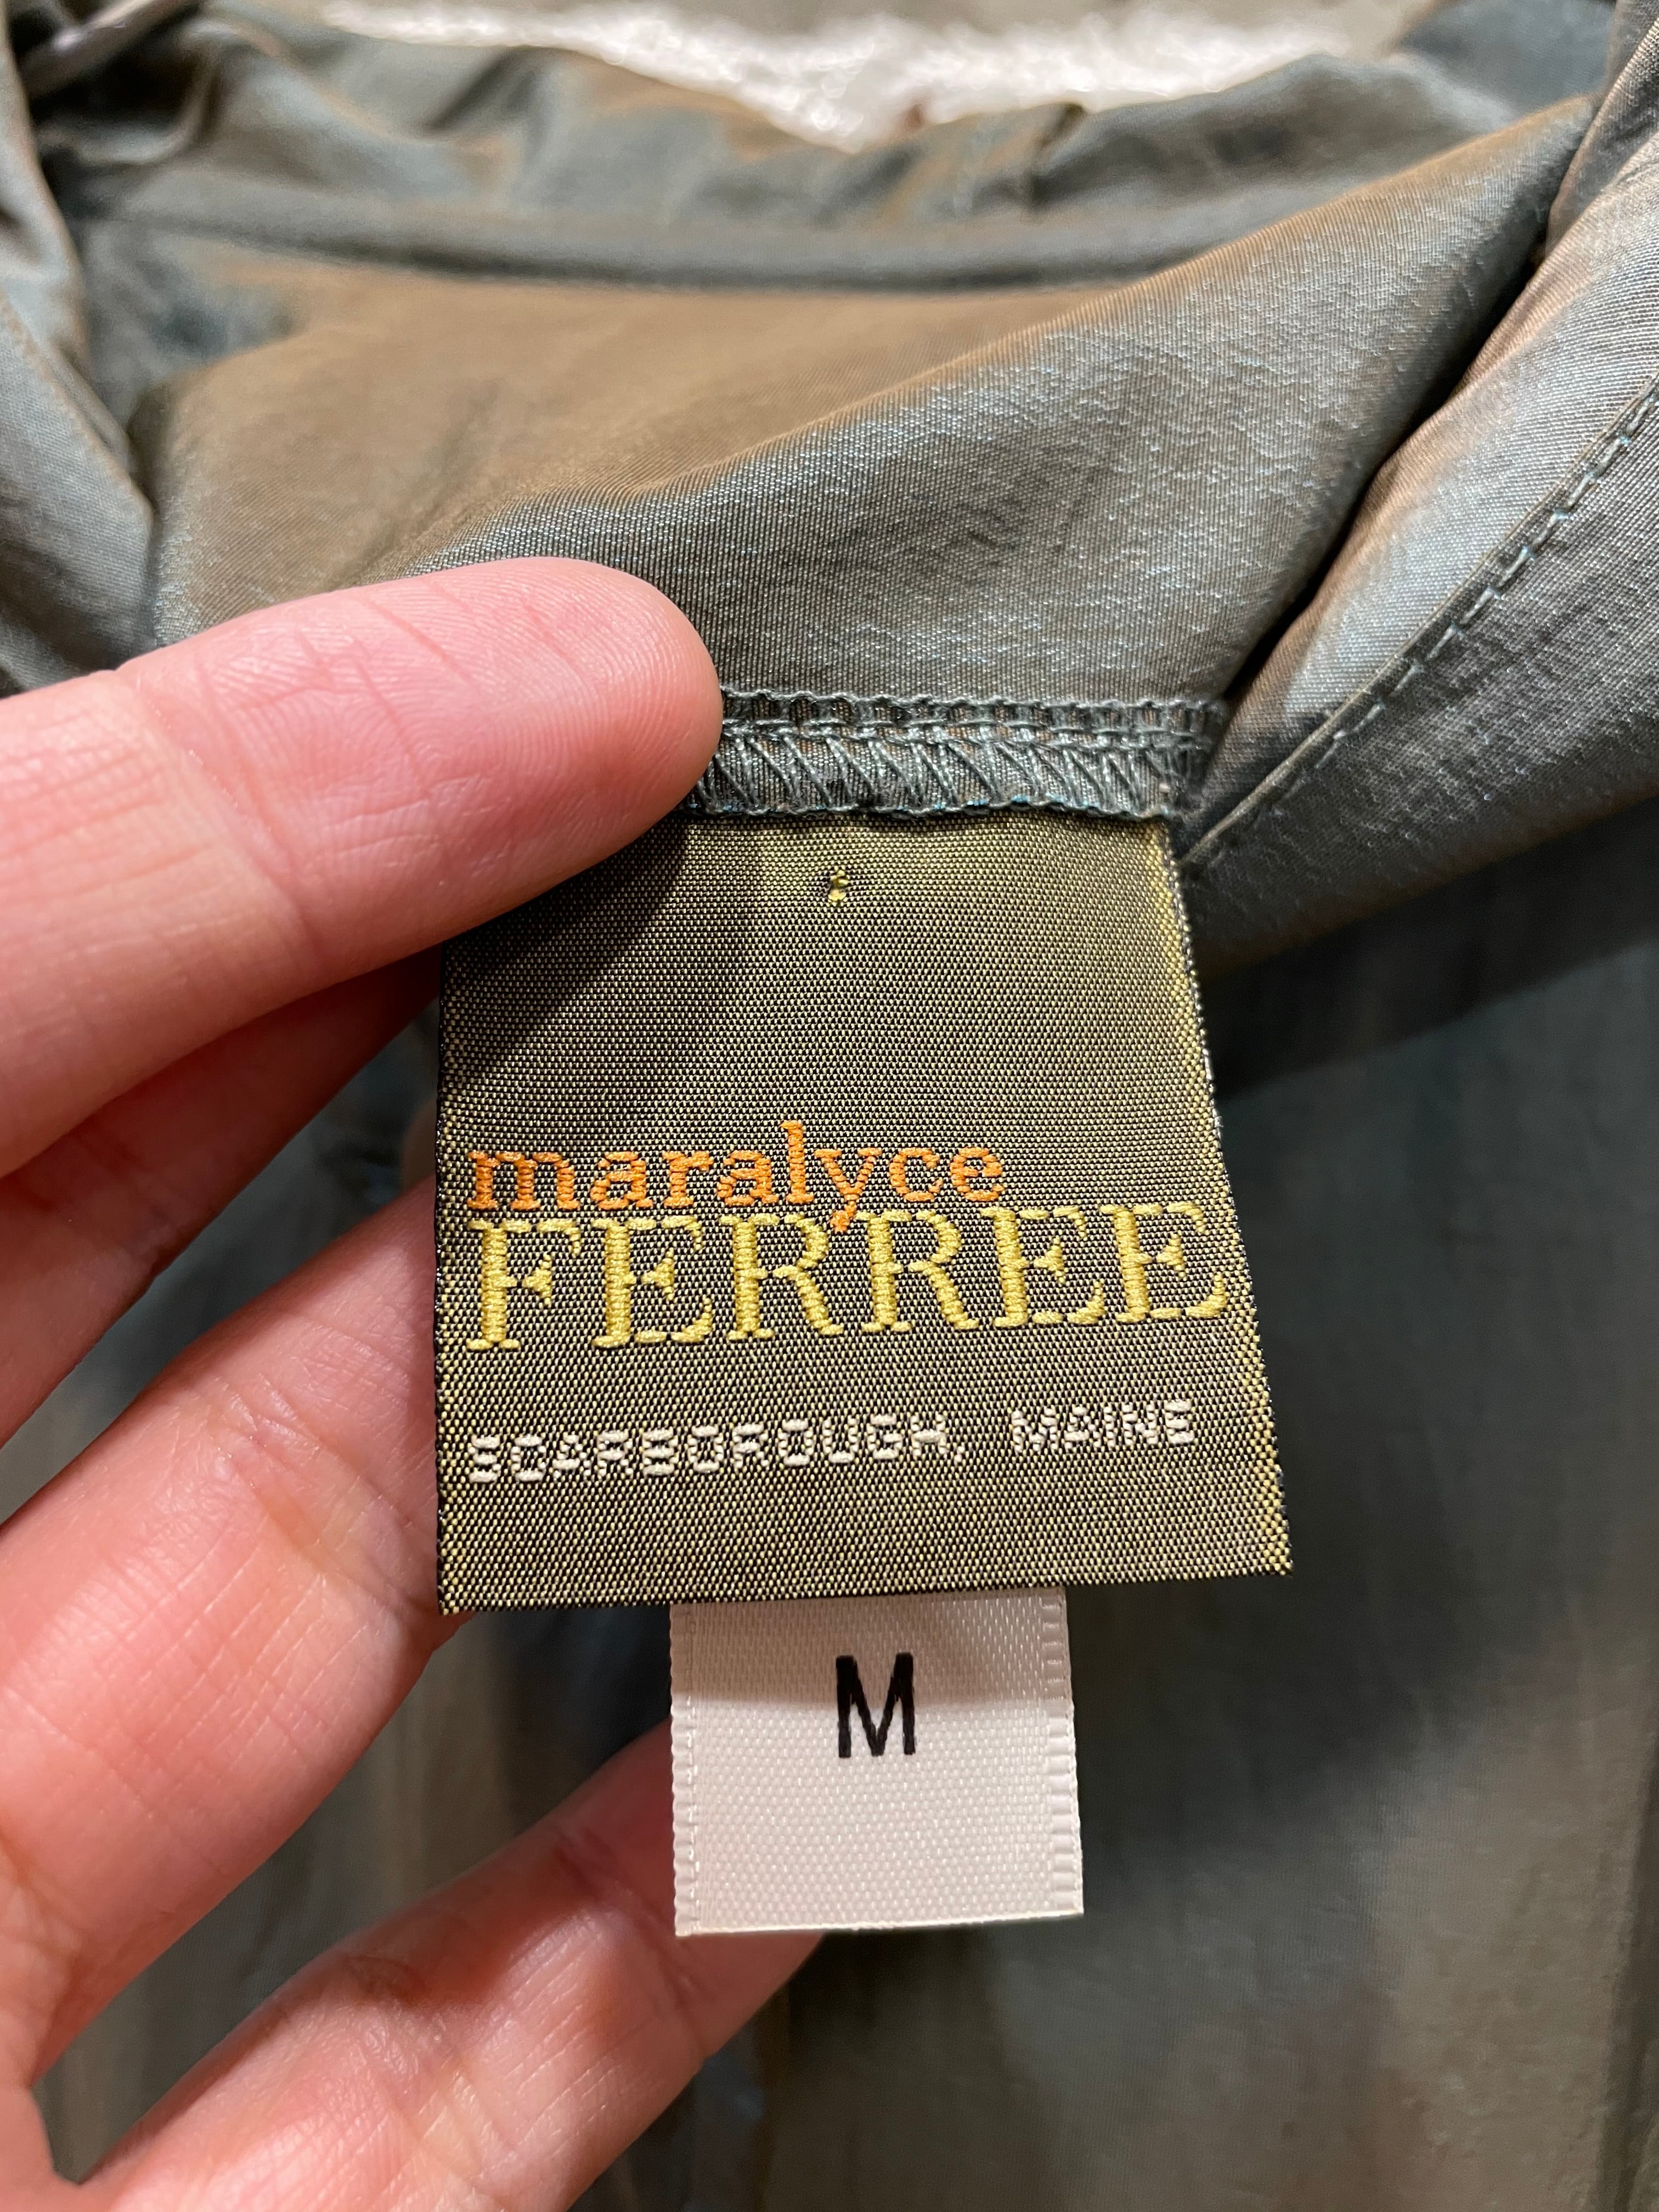 maralyce
FERREE
SCARBOROUGH, MAINE
M